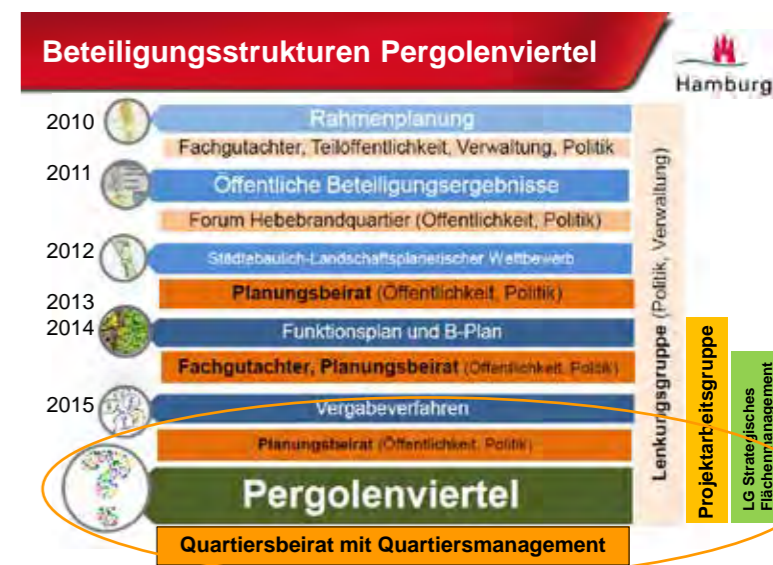 Beteiligungsstrukturen Pergolenviertel
Hamburg
2010
Rahmenplanung
Fachgutachter, Teilöffentlichkeit, Verwaltung, Politik
2011
Öffentliche Beteiligungsergebnisse
Forum Hebebrandquartier (Öffentlichkeit, Politik)
2012
Städtebaulich-Landschaftsplanerischer Wettbewerb
2013
Planungsbeirat (Öffentlichkeit, Politik)
2014
Funktionsplan und B-Plan
Fachgutachter, Planungsbeirat (Öffentlichkeit, Politik)
2015
Vergabeverfahren
Planungsbeirat (Öffentlichkeit, Politik)
Pergolenviertel
Quartiersbeirat mit Quartiersmanagement
Lenkungsgruppe (Politik, Verwaltung)
Projektarbeitsgruppe
LG Strategisches
Flächenmanagement